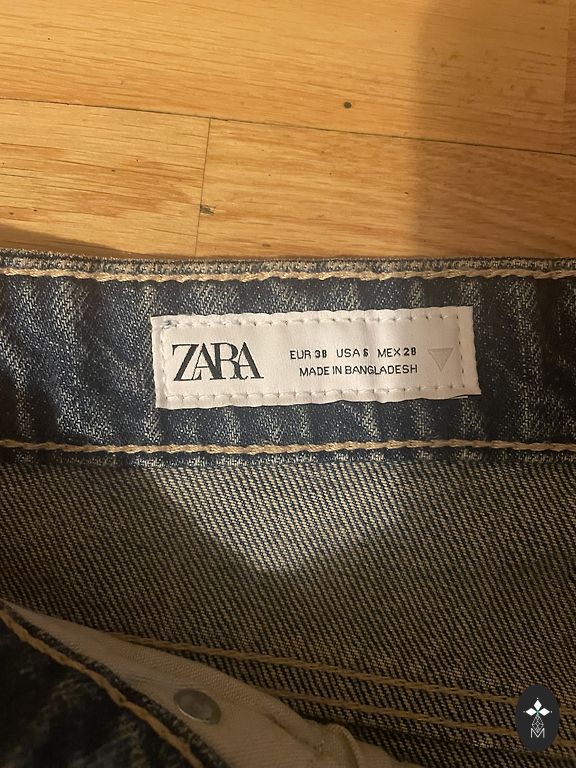 ZARA
EUR 38 USA 6 MEX 28
MADE IN BANGLADESH
M